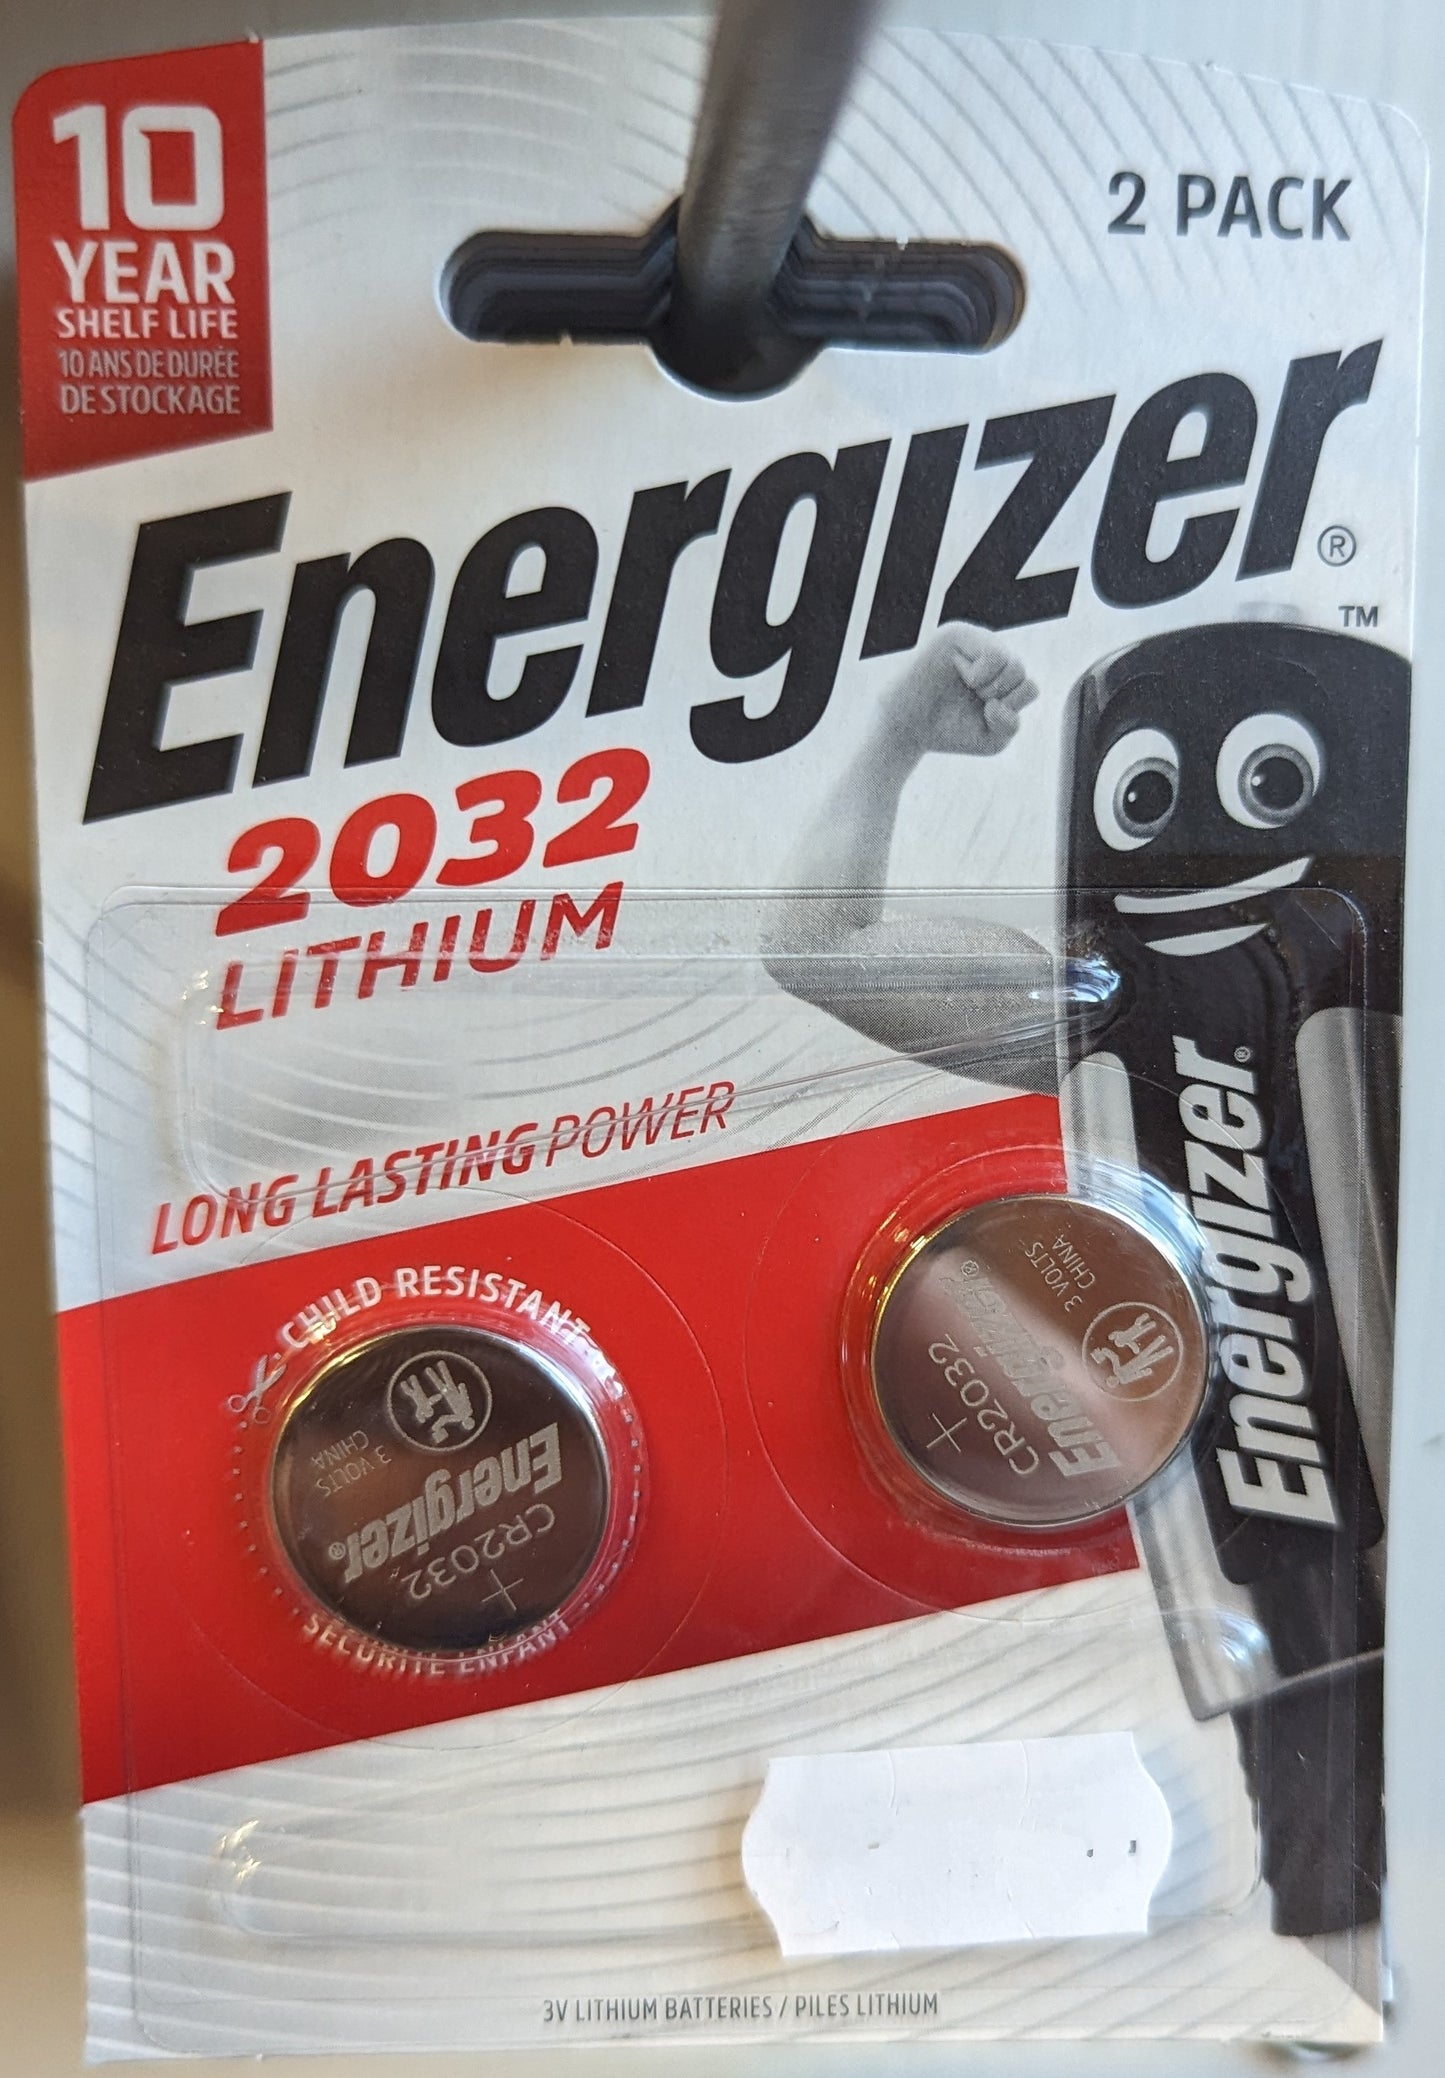 10
YEAR
SHELF LIFE
10 ANS DE DURÉE
DE STOCKAGE
2 PACK
Energizer®
TM
2032
LITHIUM
LONG LASTING POWER
Energizer®
CHILD RESISTANT
SÉCURITÉ ENFANT
3 VOLTS
CHINA
Energizer®
CR2032
+
3 VOLTS
CHINA
Energizer®
CR2032
+
3V LITHIUM BATTERIES / PILES LITHIUM